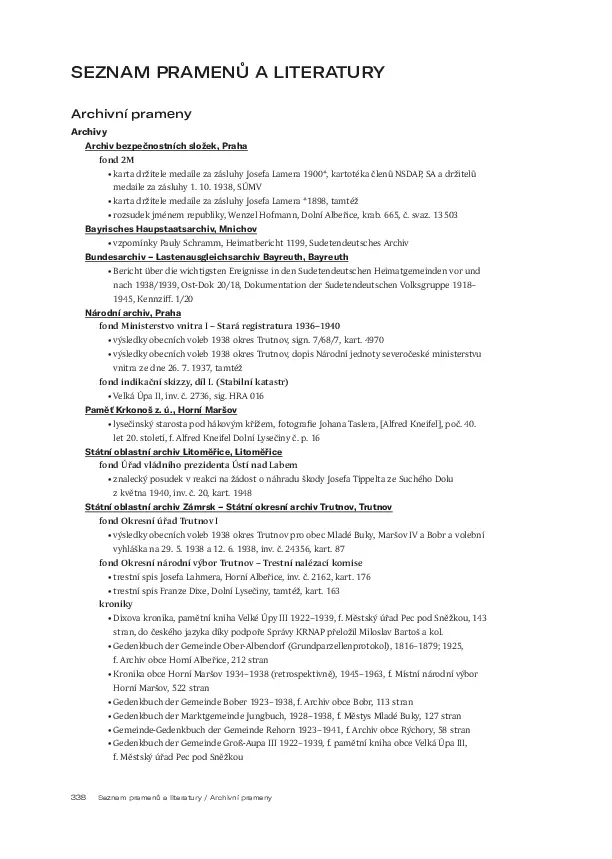 SEZNAM PRAMENŮ A LITERATURY
Archivní prameny
Archivy
Archiv bezpečnostních složek, Praha
fond 2M
• karta držitele medaile za zásluhy Josefa Lamera 1900*, kartotéka členů NSDAP, SA a držitelů
medaile za zásluhy 1. 10. 1938, SÚMV
• karta držitele medaile za zásluhy Josefa Lamera *1898, tamtéž
• rozsudek jménem republiky, Wenzel Hofmann, Dolní Albeřice, krab. 665, č. svaz. 13 503
Bayrisches Haupstaatsarchiv, Mnichov
• vzpomínky Pauly Schramm, Heimatbericht 1199, Sudetendeutsches Archiv
Bundesarchiv – Lastenausgleichsarchiv Bayreuth, Bayreuth
• Bericht über die wichtigsten Ereignisse in den Sudetendeutschen Heimatgemeinden vor und
nach 1938/1939, Ost-Dok 20/18, Dokumentation der Sudetendeutschen Volksgruppe 1918–
1945, Kennziff. 1/20
Národní archiv, Praha
fond Ministerstvo vnitra I – Stará registratura 1936–1940
• výsledky obecních voleb 1938 okres Trutnov, sign. 7/68/7, kart. 4970
• výsledky obecních voleb 1938 okres Trutnov, dopis Národní jednoty severočeské ministerstvu
vnitra ze dne 26. 7. 1937, tamtéž
fond indikační skizzy, díl I. (Stabilní katastr)
• Velká Úpa II, inv. č. 2736, sig. HRA 016
Paměť Krkonoš z. ú., Horní Maršov
• lysečinský starosta pod hákovým křížem, fotografie Johana Taslera, [Alfred Kneifel], poč. 40.
let 20. století, f. Alfred Kneifel Dolní Lysečiny č. p. 16
Státní oblastní archiv Litoměřice, Litoměřice
fond Úřad vládního prezidenta Ústí nad Labem
• znalecký posudek v reakci na žádost o náhradu škody Josefa Tippelta ze Suchého Dolu
z května 1940, inv. č. 20, kart. 1948
Státní oblastní archiv Zámrsk – Státní okresní archiv Trutnov, Trutnov
fond Okresní úřad Trutnov I
• výsledky obecních voleb 1938 okres Trutnov pro obec Mladé Buky, Maršov IV a Bobr a volební
vyhláška na 29. 5. 1938 a 12. 6. 1938, inv. č. 24356, kart. 87
fond Okresní národní výbor Trutnov – Trestní nalézací komise
• trestní spis Josefa Lahmera, Horní Albeřice, inv. č. 2162, kart. 176
• trestní spis Franze Dixe, Dolní Lysečiny, tamtéž, kart. 163
kroniky
• Dixova kronika, pamětní kniha Velké Úpy III 1922–1939, f. Městský úřad Pec pod Sněžkou, 143
stran, do českého jazyka díky podpoře Správy KRNAP přeložil Miloslav Bartoš a kol.
• Gedenkbuch der Gemeinde Ober-Albendorf (Grundparzellenprotokol), 1816–1879; 1925,
f. Archiv obce Horní Albeřice, 212 stran
• Kronika obce Horní Maršov 1934–1938 (retrospektivně), 1945–1963, f. Místní národní výbor
Horní Maršov, 522 stran
• Gedenkbuch der Gemeinde Bober 1923–1938, f. Archiv obce Bobr, 113 stran
• Gedenkbuch der Marktgemeinde Jungbuch, 1928–1938, f. Městys Mladé Buky, 127 stran
• Gemeinde-Gedenkbuch der Gemeinde Rehorn 1923–1941, f. Archiv obce Rýchory, 58 stran
• Gedenkbuch der Gemeinde Groß-Aupa III 1922–1939, f. pamětní kniha obce Velká Úpa III,
f. Městský úřad Pec pod Sněžkou
338 Seznam pramenů a literatury / Archivní prameny